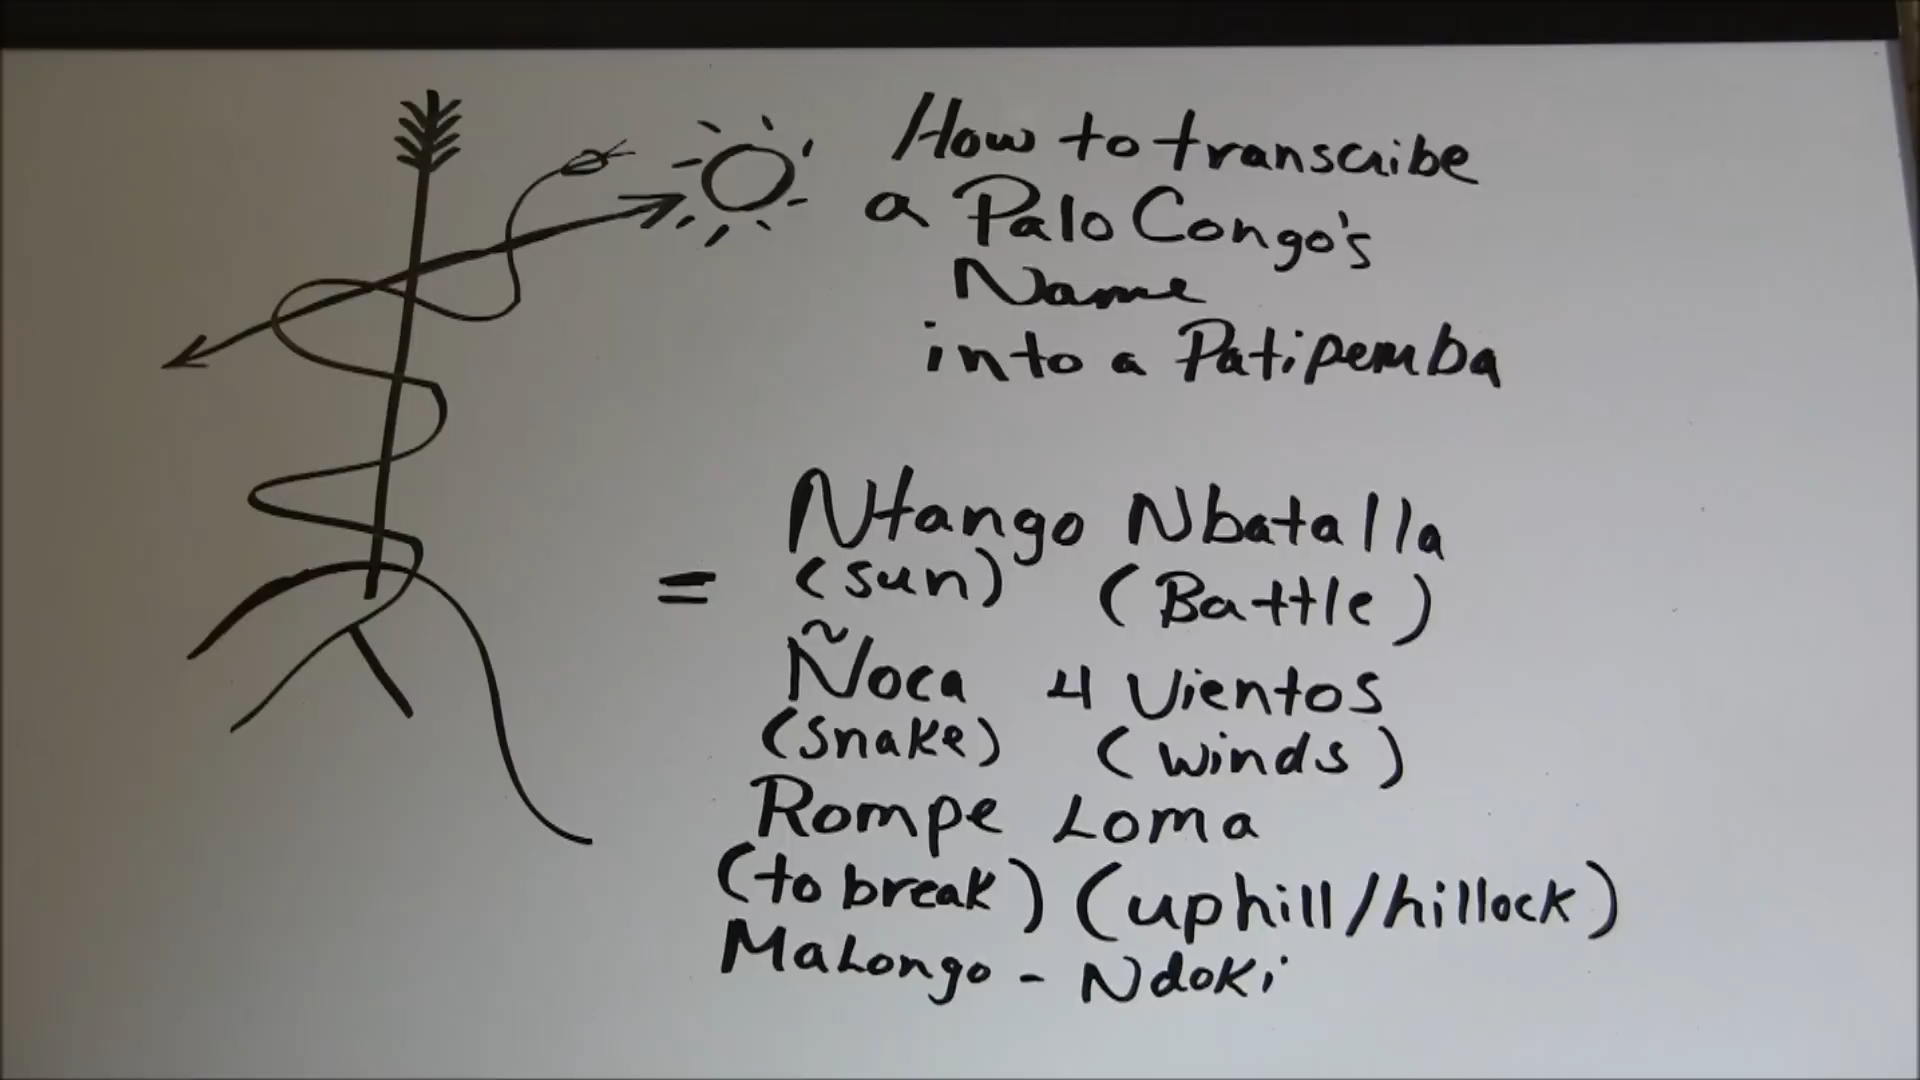 How to transcribe
a Palo Congo's
Name
into a Patipemba
Ntango Nbatalla
= (sun) (Battle)
Ñoca 4 Vientos
(snake) (winds)
Rompe Loma
(to break) (uphill/hillock)
MaLongo - Ndoki